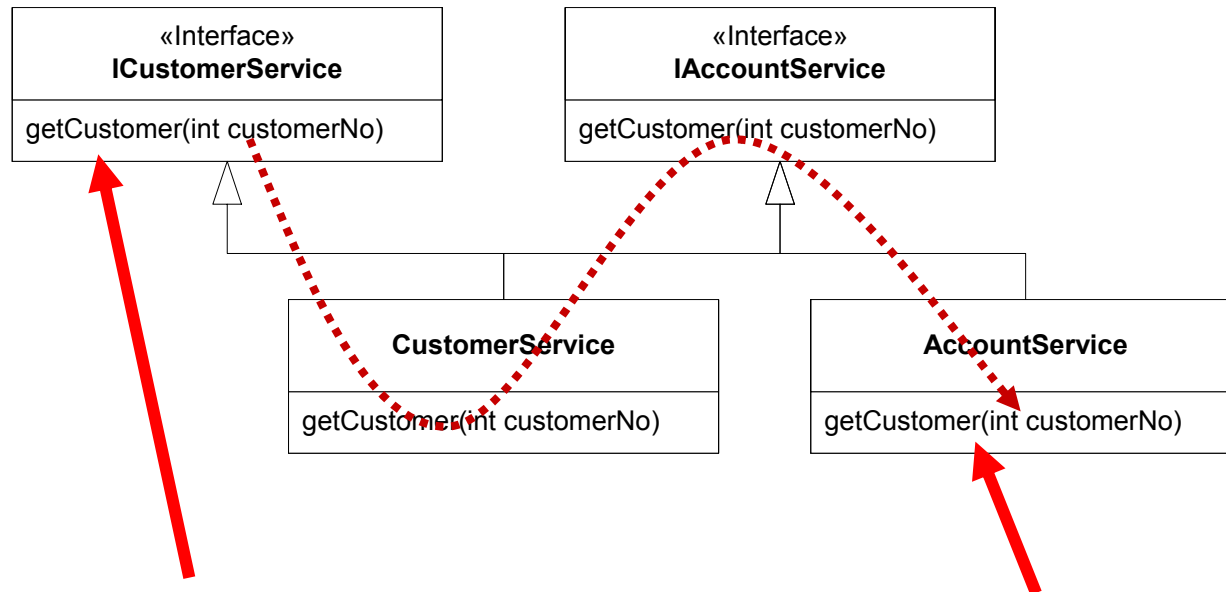 «Interface»
ICustomerService
getCustomer(int customerNo)
«Interface»
IAccountService
getCustomer(int customerNo)
CustomerService
getCustomer(int customerNo)
AccountService
getCustomer(int customerNo)